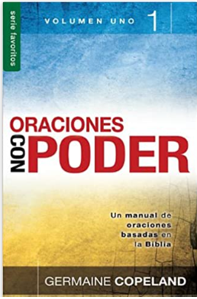 serie favoritos
VOLUMEN UNO 1
ORACIONES
CON PODER
Un manual de
oraciones
basadas en
la Biblia
GERMAINE COPELAND